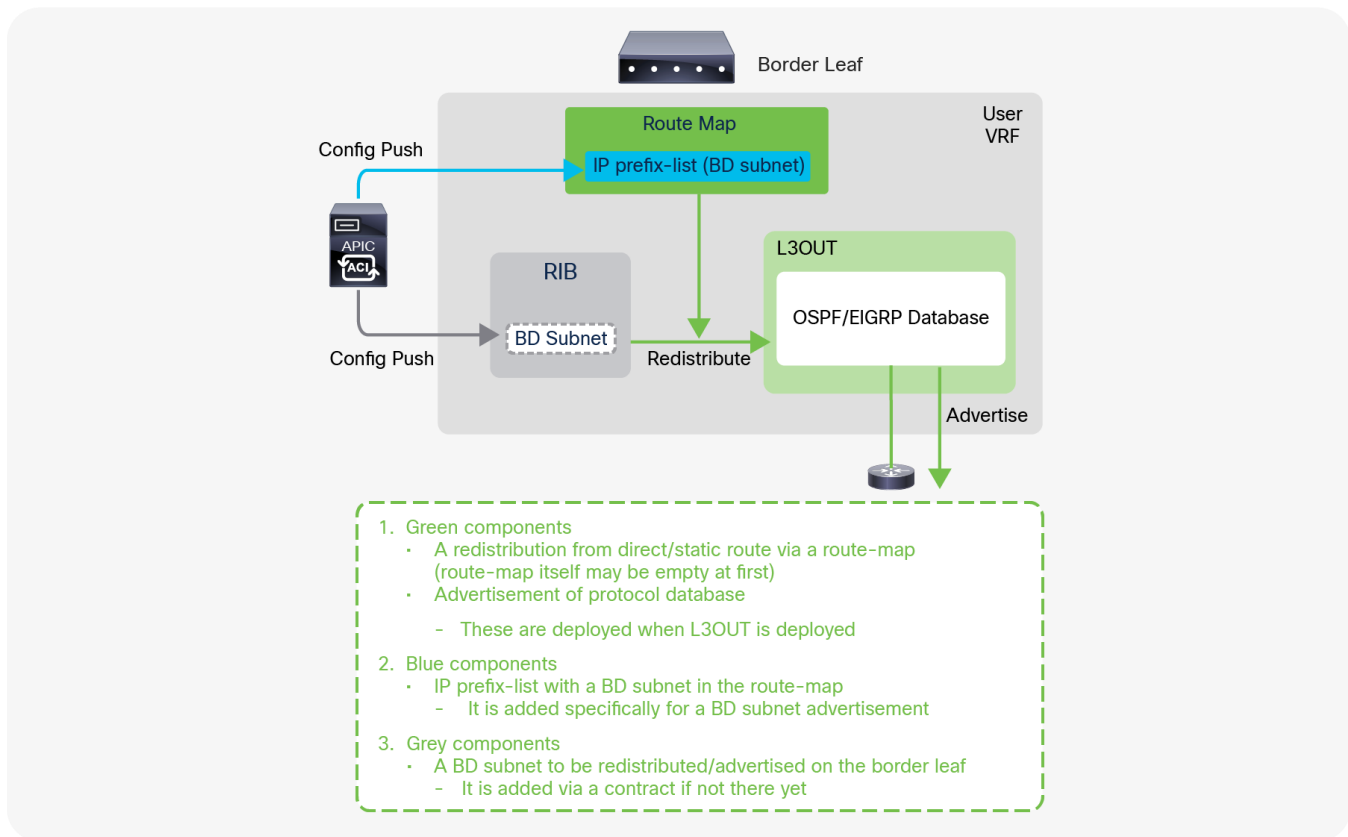 Border Leaf
User
VRF
Route Map
IP prefix-list (BD subnet)
Config Push
APIC
ACI
L3OUT
RIB
OSPF/EIGRP Database
BD Subnet
Redistribute
Config Push
Advertise
1. Green components
· A redistribution from direct/static route via a route-map
(route-map itself may be empty at first)
· Advertisement of protocol database
- These are deployed when L3OUT is deployed
2. Blue components
· IP prefix-list with a BD subnet in the route-map
- It is added specifically for a BD subnet advertisement
3. Grey components
· A BD subnet to be redistributed/advertised on the border leaf
- It is added via a contract if not there yet